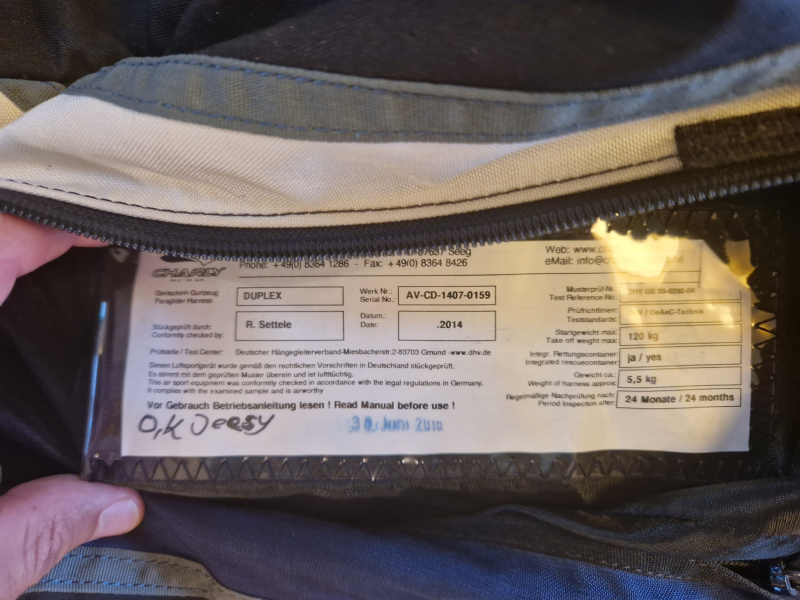 Seeg
Phone: +49(0) 8364 1286 - Fax: +49(0) 8364 8426
CHARLY
Web: www.
eMail: info@
Gleitschirm Gurtzeug
Paraglider Harness
DUPLEX
Werk Nr.:
Serial No.:
AV-CD-1407-0159
Musterprüf-Nr.:
Test Reference-No.:
Stückgeprüft durch:
Conformity checked by:
R. Settele
Datum.:
Date:
.2014
Prüfrichtlinien:
Teststandards:
DHV / OeAeC-Technik
Startgewicht max:
Take off weight max:
120 kg
Prüfstelle / Test Center: Deutscher Hängegleiterverband-Miesbacherstr.2-83703 Gmund -www.dhv.de
Integr. Rettungscontainer:
Integrated rescuecontainer:
ja / yes
Dieses Luftsportgerät wurde gemäß den rechtlichen Vorschriften in Deutschland stückgeprüft.
Es stimmt mit dem geprüften Muster überein und ist lufttüchtig.
This air sport equipment was conformity checked in accordance with the legal regulations in Germany.
It complies with the examined sample and is airworthy
Gewicht ca.:
Weight of harness approx:
5,5 kg
Regelmäßige Nachprüfung nach:
Period Inspection after:
24 Monate / 24 months
Vor Gebrauch Betriebsanleitung lesen ! Read Manual before use !
O,K
Juni